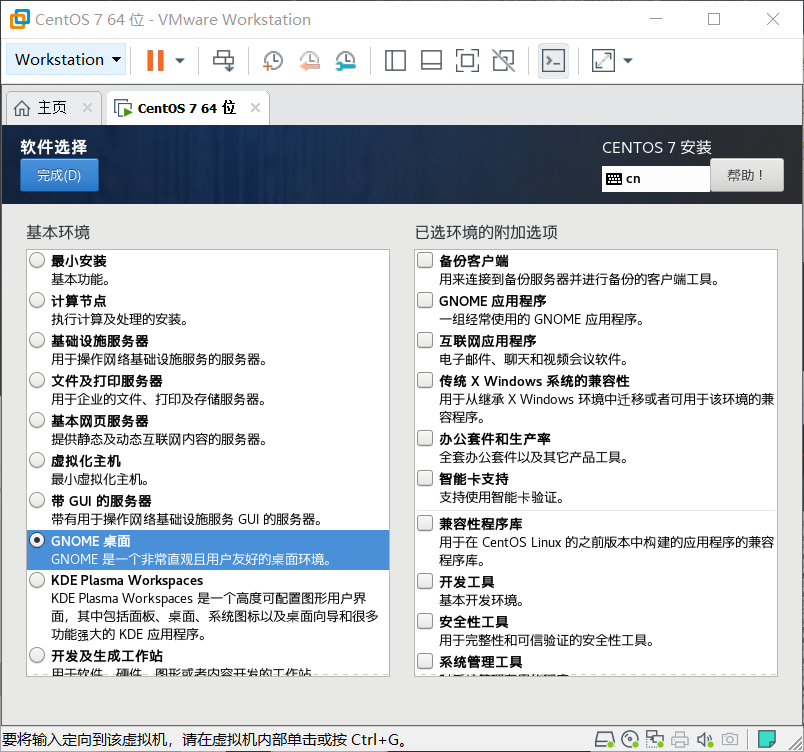 CentOS 7 64 位 - VMware Workstation
Workstation
主页
CentOS 7 64 位
软件选择
CENTOS 7 安装
完成(D)
cn
帮助！
基本环境
最小安装
基本功能。
计算节点
执行计算及处理的安装。
基础设施服务器
用于操作网络基础设施服务的服务器。
文件及打印服务器
用于企业的文件、打印及存储服务器。
基本网页服务器
提供静态及动态互联网内容的服务器。
虚拟化主机
最小虚拟化主机。
带 GUI 的服务器
带有用于操作网络基础设施服务 GUI 的服务器。
GNOME 桌面
GNOME 是一个非常直观且用户友好的桌面环境。
KDE Plasma Workspaces
KDE Plasma Workspaces 是一个高度可配置图形用户界
面，其中包括面板、桌面、系统图标以及桌面向导和很多
功能强大的 KDE 应用程序。
开发及生成工作站
用于软件、硬件、图形或者内容开发的工作站
已选环境的附加选项
备份客户端
用来连接到备份服务器并进行备份的客户端工具。
GNOME 应用程序
一组经常使用的 GNOME 应用程序。
互联网应用程序
电子邮件、聊天和视频会议软件。
传统 X Windows 系统的兼容性
用于从继承 X Windows 环境中迁移或者可用于该环境的兼
容程序。
办公套件和生产率
全套办公套件以及其它产品工具。
智能卡支持
支持使用智能卡验证。
兼容性程序库
用于在 CentOS Linux 的之前版本中构建的应用程序的兼容
程序库。
开发工具
基本开发环境。
安全性工具
用于完整性和可信验证的安全性工具。
系统管理工具
要将输入定向到该虚拟机，请在虚拟机内部单击或按 Ctrl+G。